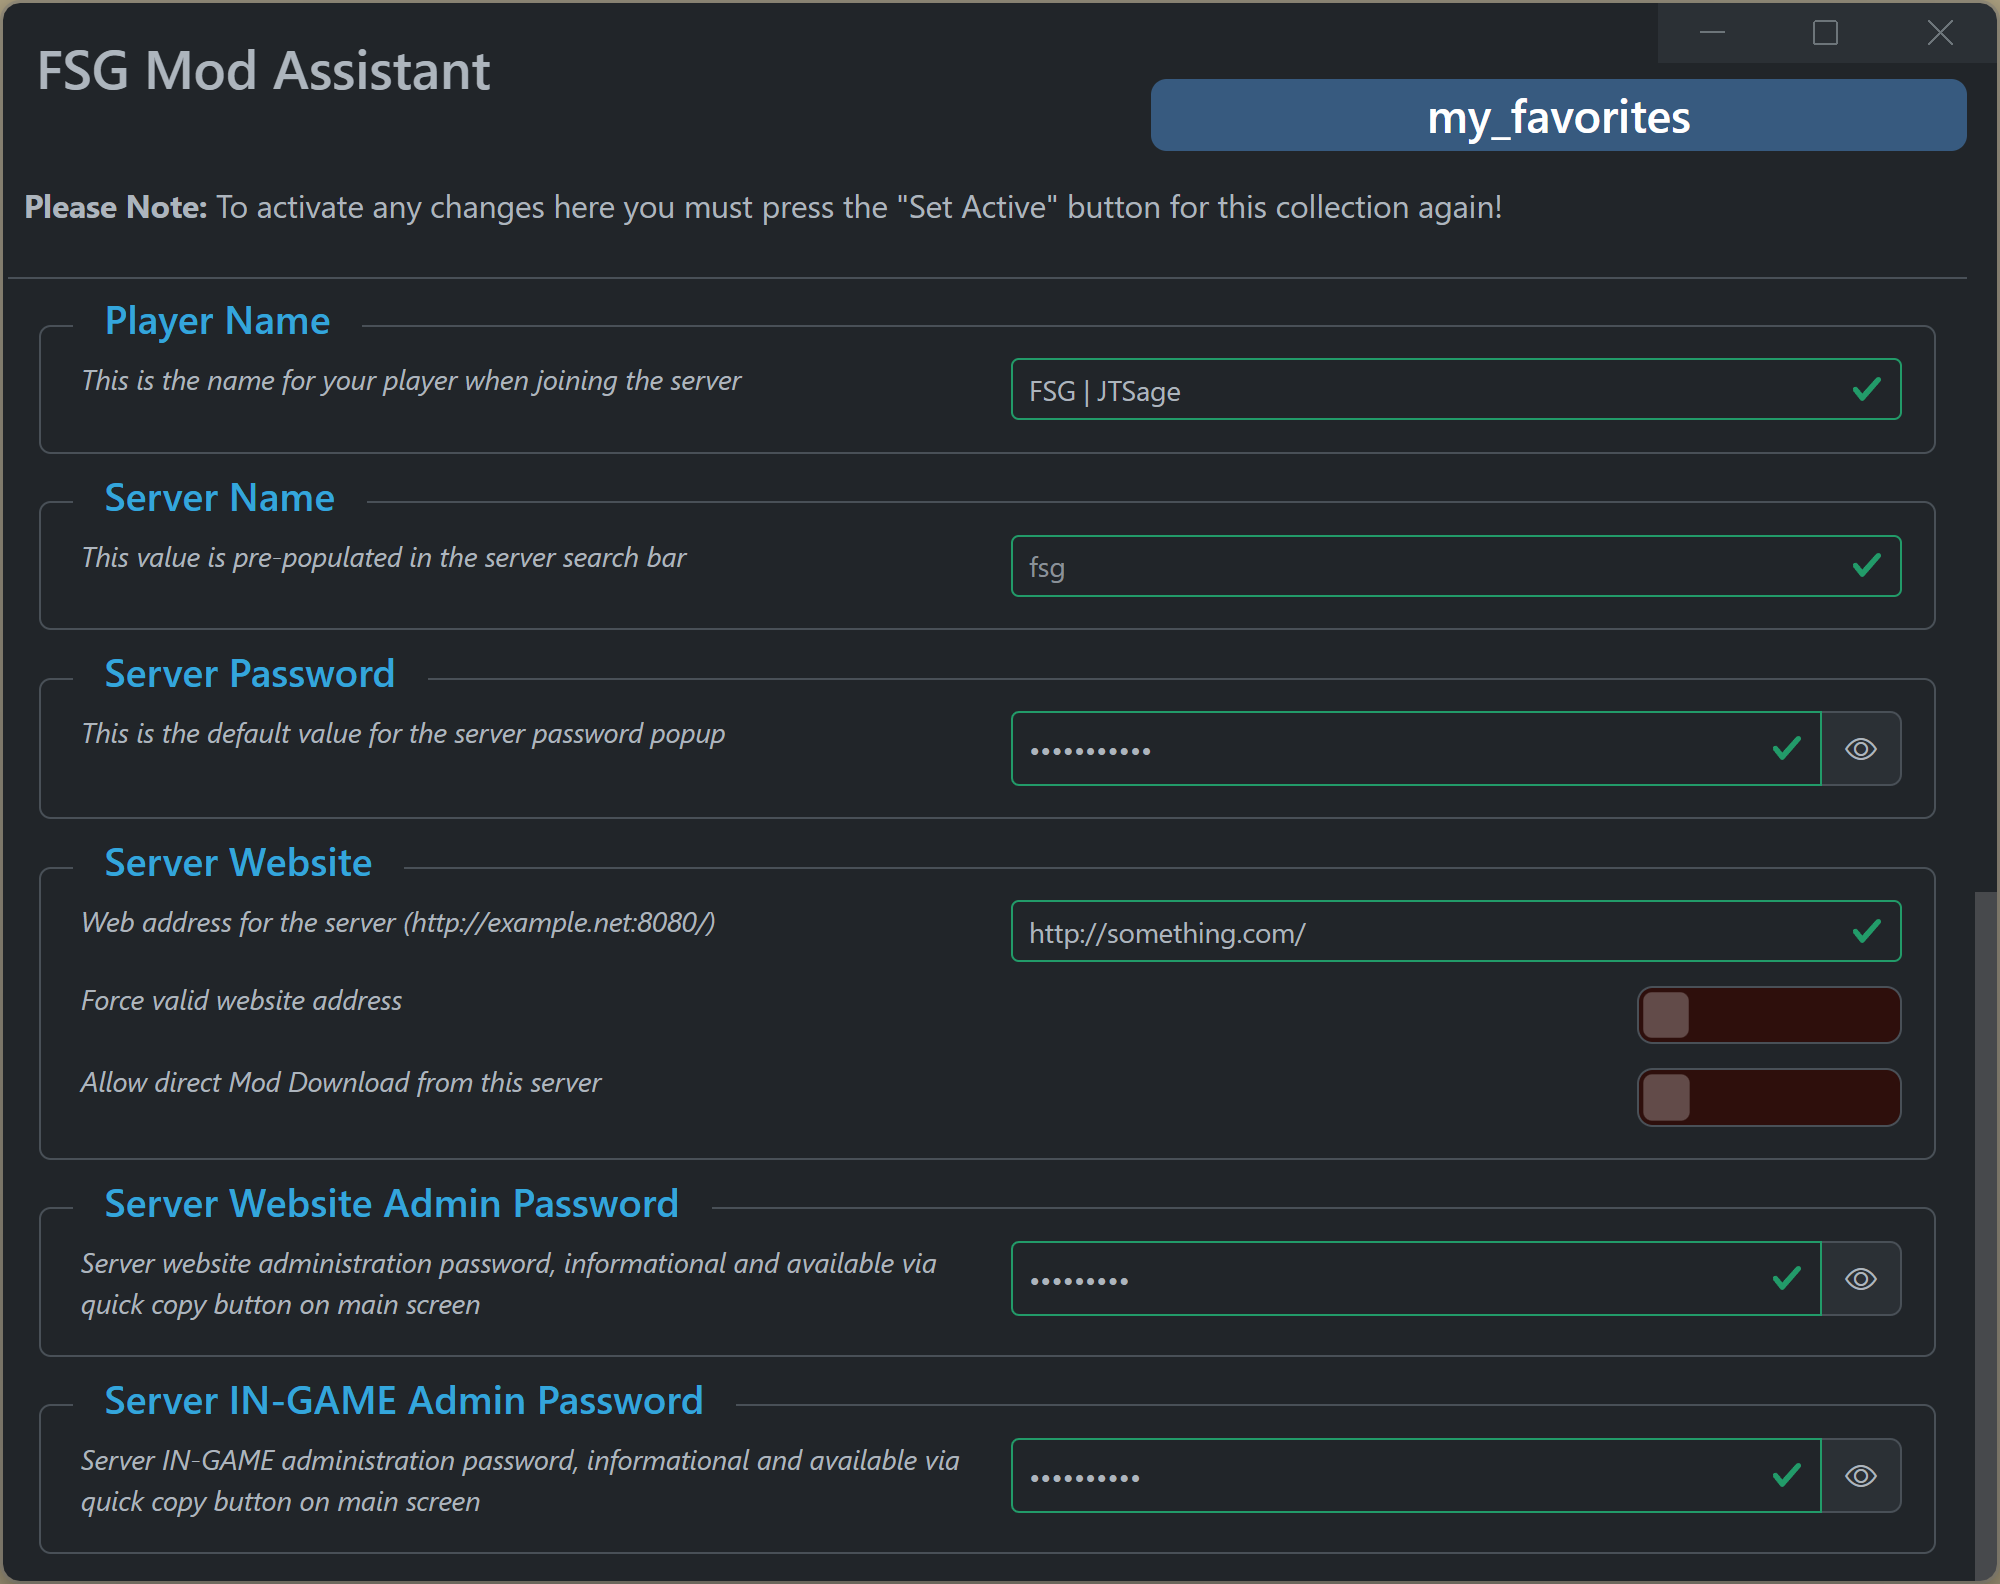 FSG Mod Assistant
my_favorites
Please Note: To activate any changes here you must press the "Set Active" button for this collection again!
Player Name
This is the name for your player when joining the server
FSG | JTSage
Server Name
This value is pre-populated in the server search bar
fsg
Server Password
This is the default value for the server password popup
•••••••••••
Server Website
Web address for the server (http://example.net:8080/)
http://something.com/
Force valid website address
Allow direct Mod Download from this server
Server Website Admin Password
Server website administration password, informational and available via
quick copy button on main screen
•••••••••
Server IN-GAME Admin Password
Server IN-GAME administration password, informational and available via
quick copy button on main screen
••••••••••